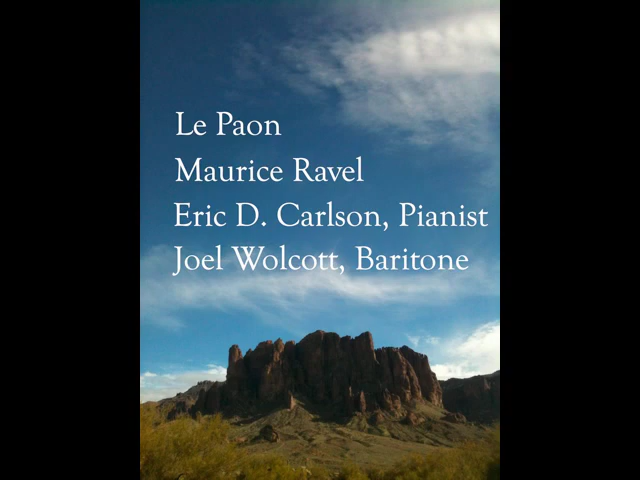 Le Paon
Maurice Ravel
Eric D. Carlson, Pianist
Joel Wolcott, Baritone